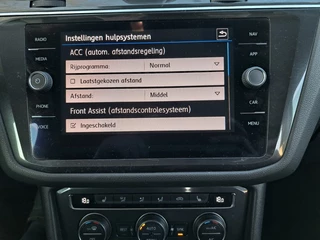 Instellingen hulpsystemen
RADIO
NAV
ACC (autom. afstandsregeling)
MEDIA
APP
Rijprogramma: Normal
Laatstgekozen afstand
PHONE
CAR
Afstand: Middel
Front Assist (afstandscontrolesysteem)
VOICE
MENU
Ingeschakeld